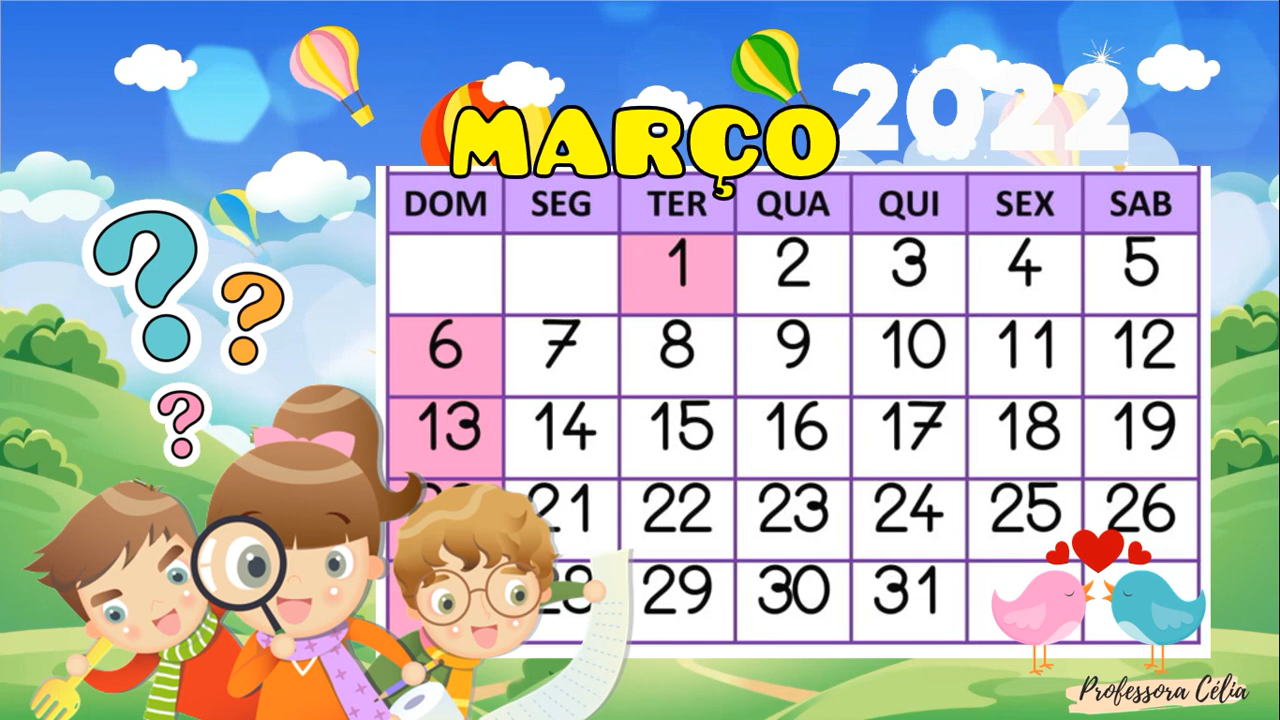 2022
MARÇO
DOM SEG TER QUA QUI SEX SAB
1 2 3 4 5
6 7 8 9 10 11 12
13 14 15 16 17 18 19
21 22 23 24 25 26
28 29 30 31
? ? ?
Professora Célia